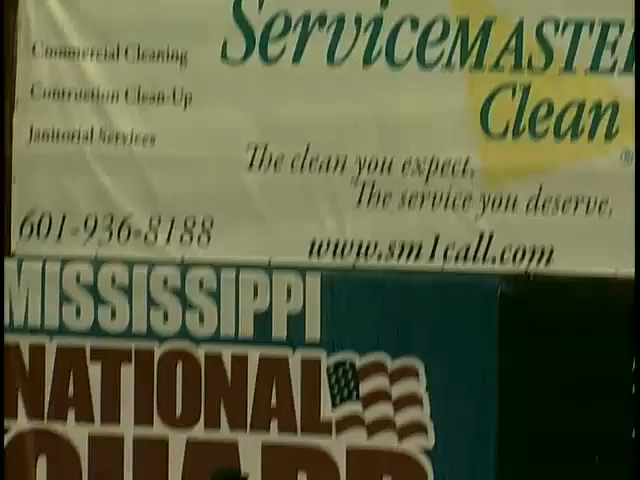 ServiceMASTER
Clean
Commercial Cleaning
Contruction Clean-Up
Janitorial Services
The clean you expect.
The service you deserve.
601-936-8188
www.sm1call.com
MISSISSIPPI
NATIONAL
GUARD